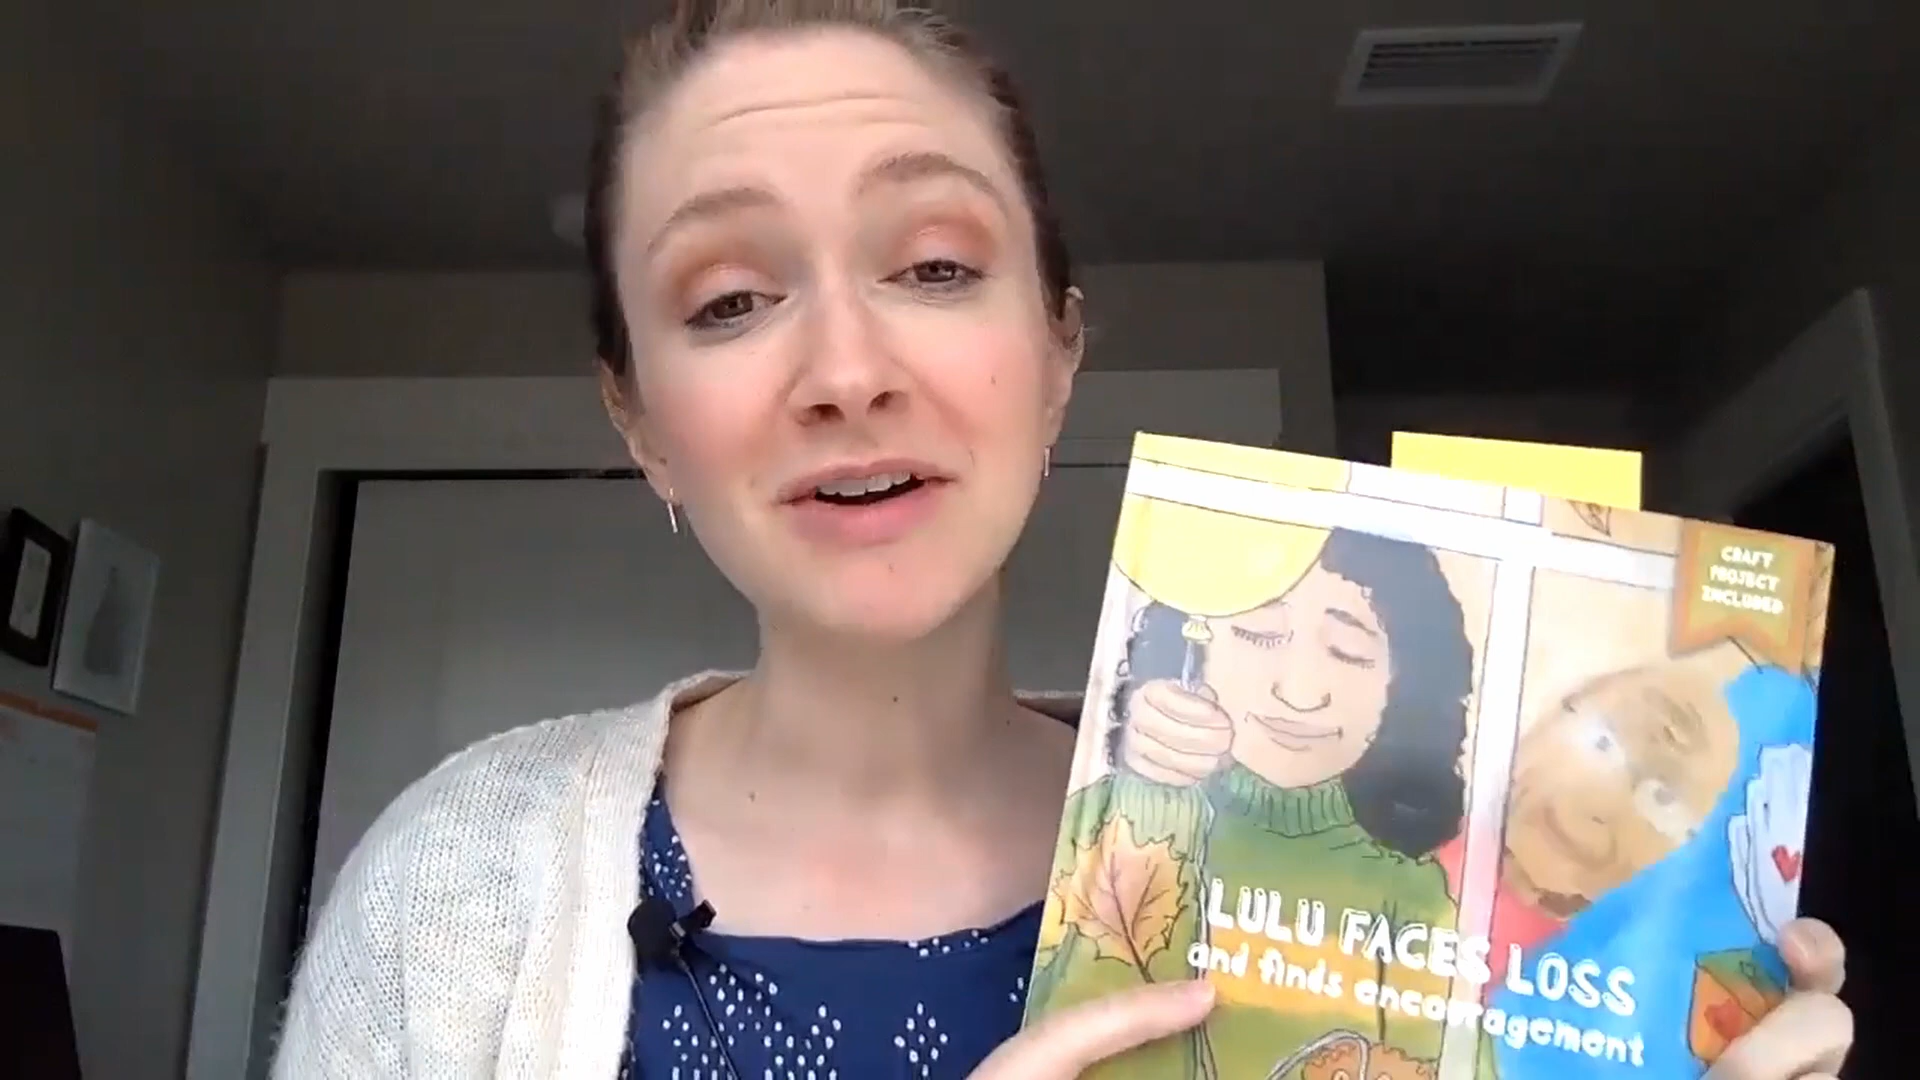 CRAFT
PROJECT
INCLUDED
LULU FACES LOSS
and finds encouragement